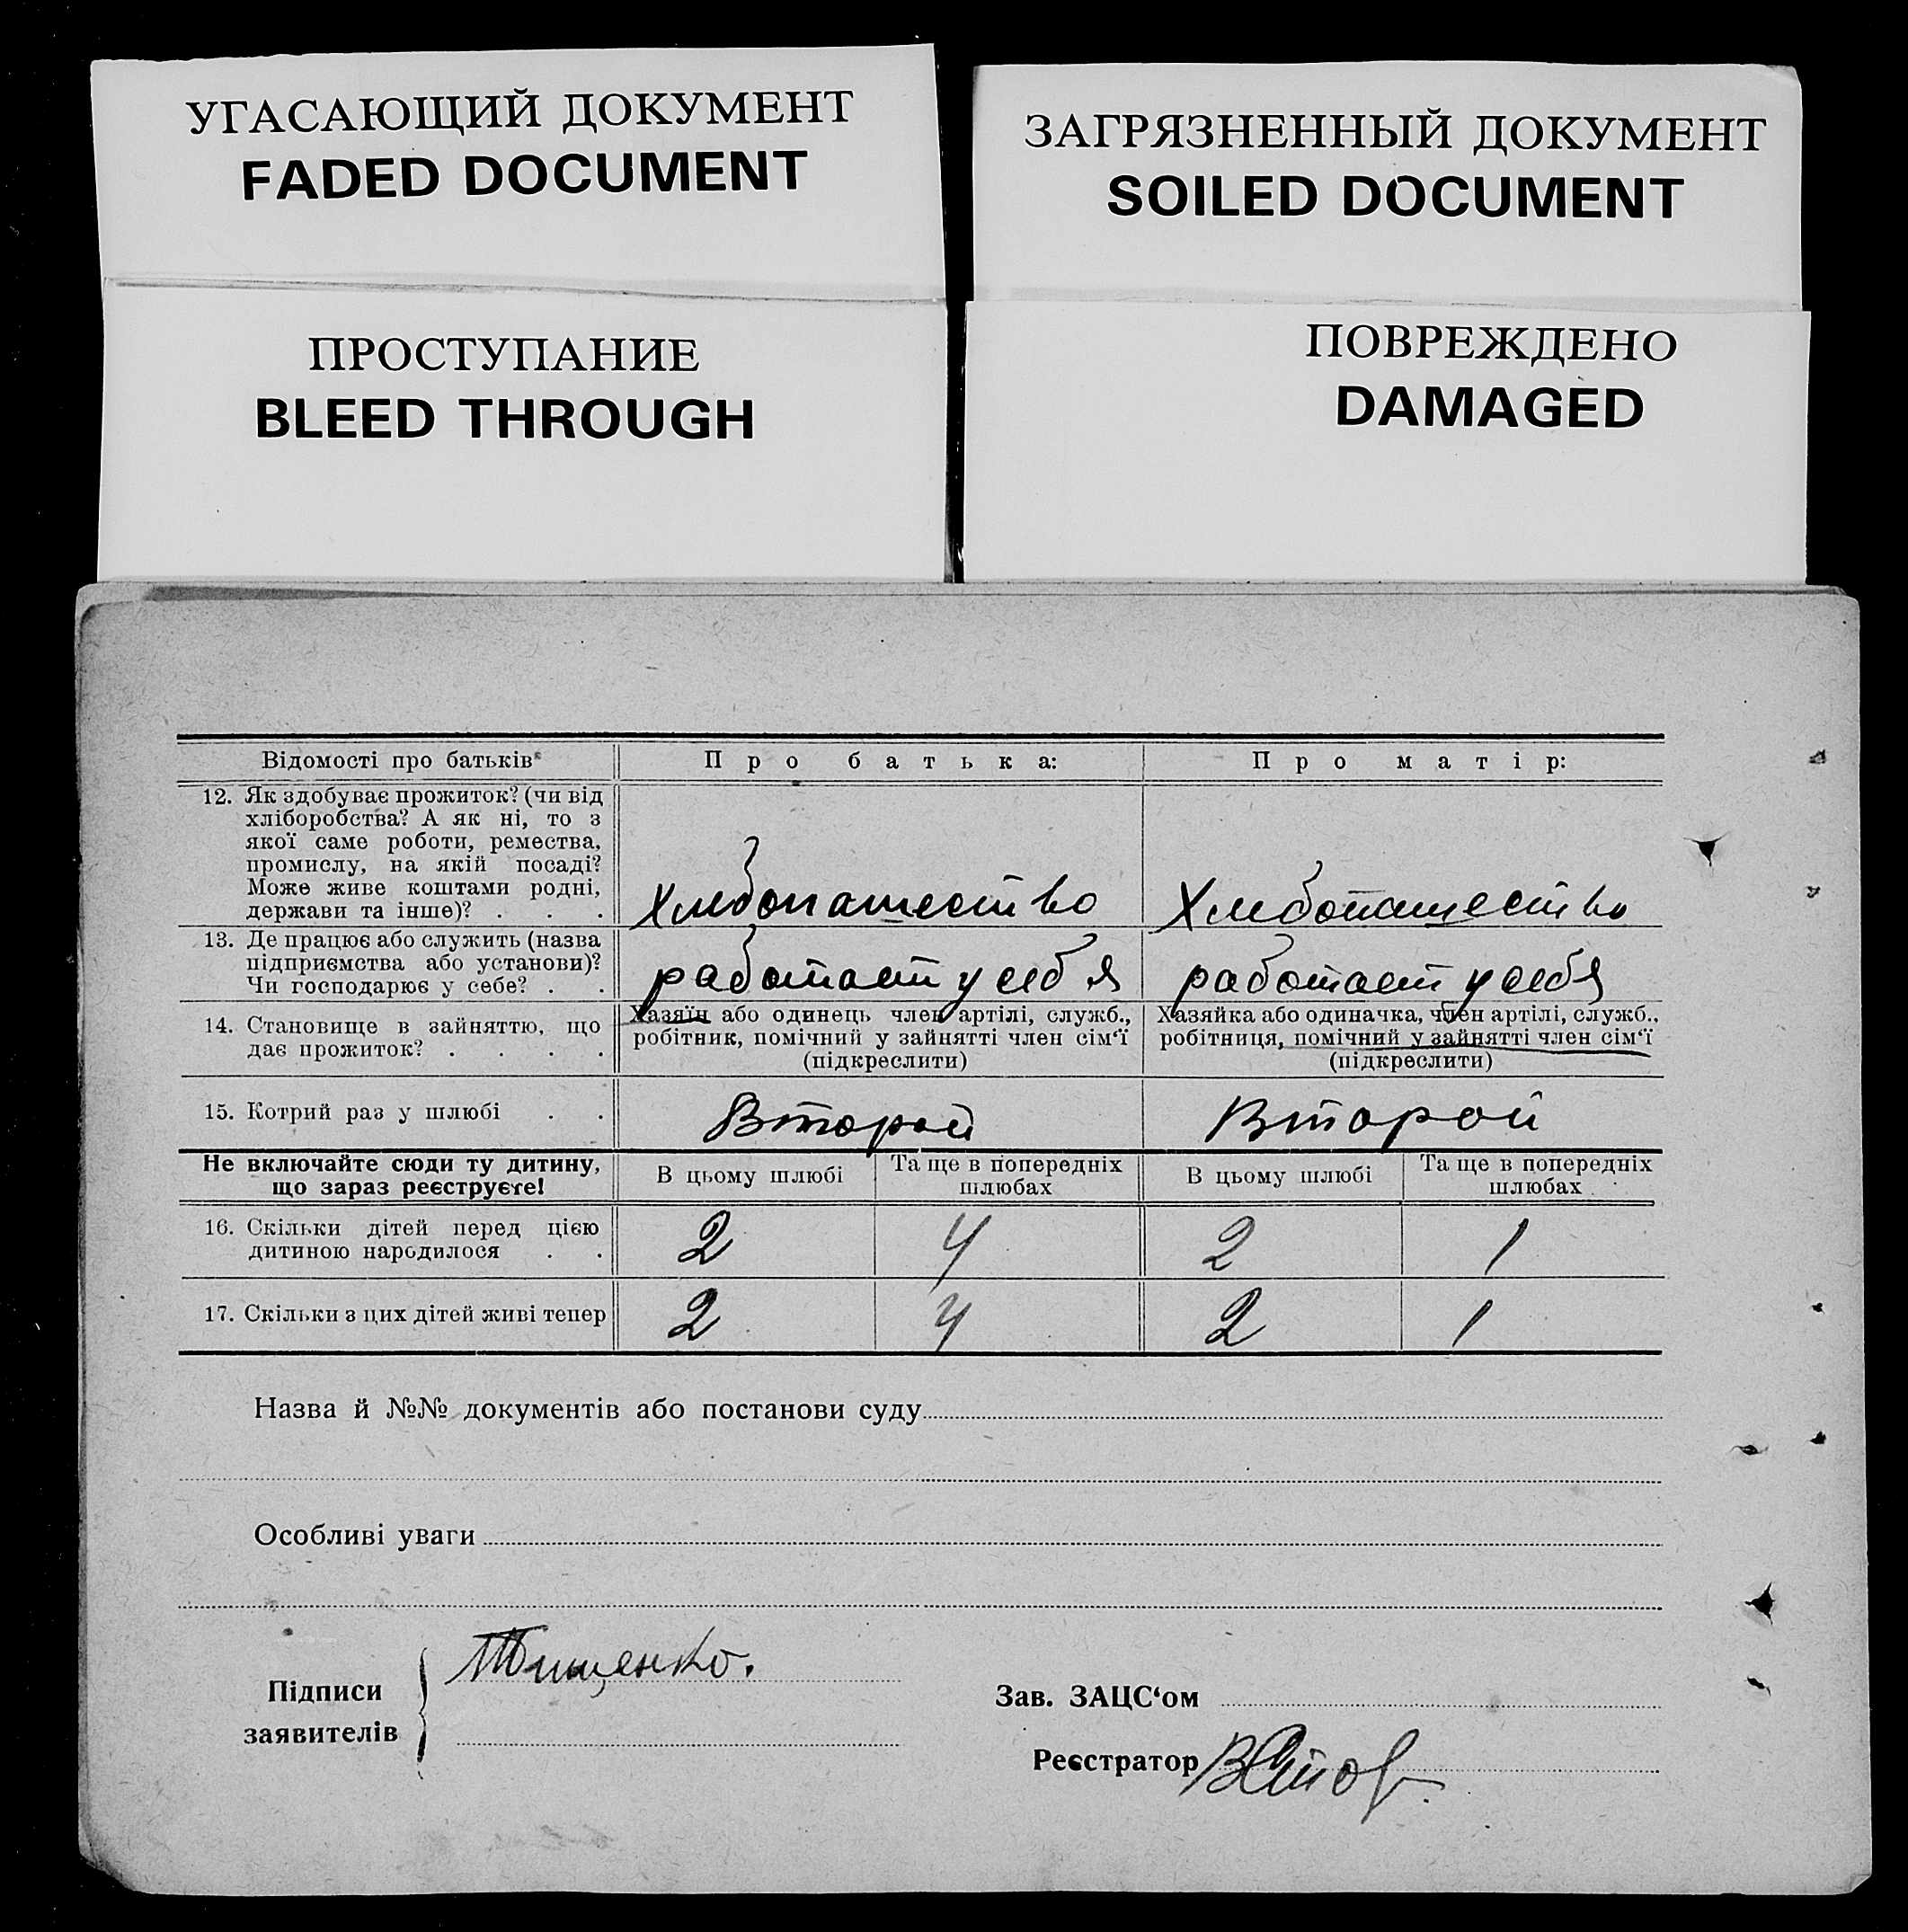 УГАСАЮЩИЙ ДОКУМЕНТ
FADED DOCUMENT
ЗАГРЯЗНЕННЫЙ ДОКУМЕНТ
SOILED DOCUMENT
ПРОСТУПАНИЕ
BLEED THROUGH
ПОВРЕЖДЕНО
DAMAGED
Відомості про батьків
Про батька:
Про матір:
12. Як здобуває прожиток? (чи від
хліборобства? А як ні, то з
якої саме роботи, ремества,
промислу, на якій посаді?
Може живе коштами родні,
держави та інше)? . . .
Хлебопашество
Хлебопашество
13. Де працює або служить (назва
підприємства або установи)?
Чи господарює у себе? . .
работает у себя
работает у себя
14. Становище в зайняттю, що
дає прожиток? . . . .
Хазяїн або одинець член артілі, служб.,
робітник, помічний у зайнятті член сім‘ї
(підкреслити)
Хазяйка або одиначка, член артілі, служб.,
робітниця, помічний у зайнятті член сім‘ї
(підкреслити)
15. Котрий раз у шлюбі . .
Второй
Второй
Не включайте сюди ту дитину,
що зараз реєструєте!
В цьому шлюбі
Та ще в попередніх
шлюбах
В цьому шлюбі
Та ще в попередніх
шлюбах
16. Скільки дітей перед цією
дитиною народилося . .
2
4
2
1
17. Скільки з цих дітей живі тепер
2
4
2
1
Назва й №№ документів або постанови суду
Особливі уваги
Підписи
заявителів
Тищенко.
Зав. ЗАЦС‘ом
Реєстратор